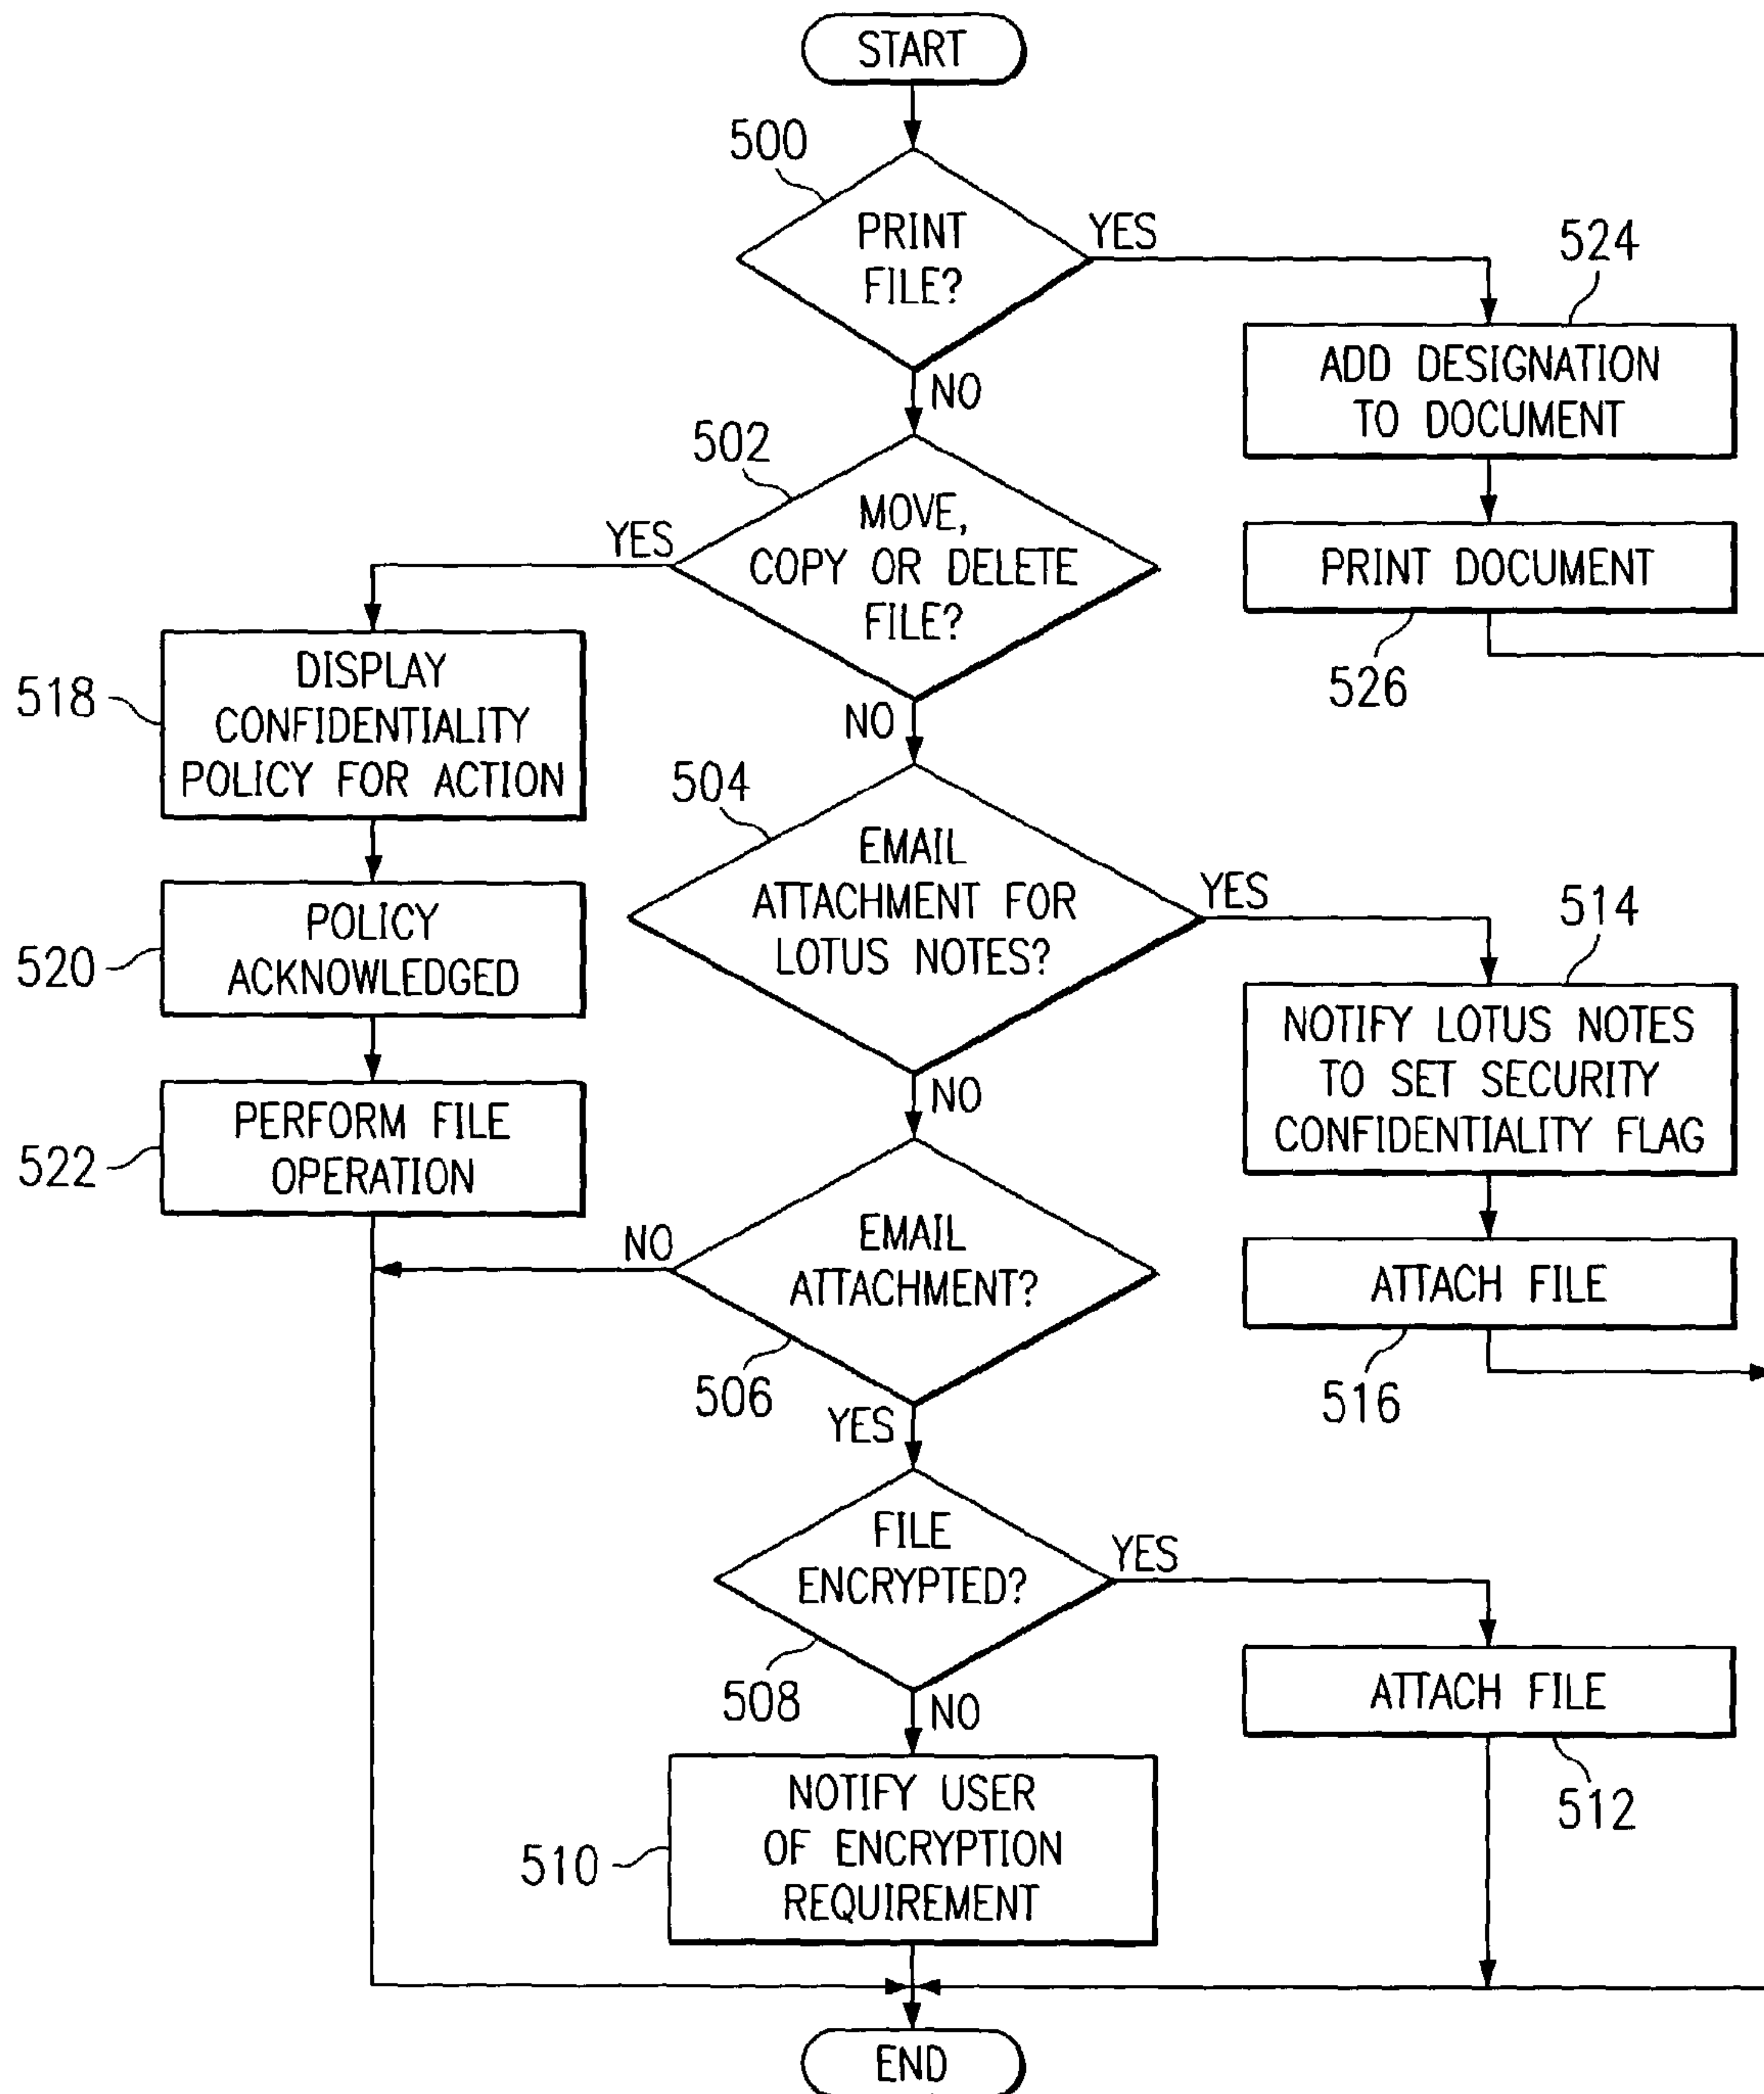 START
500
PRINT
FILE?
YES
NO
524
ADD DESIGNATION
TO DOCUMENT
PRINT DOCUMENT
526
502
MOVE,
COPY OR DELETE
FILE?
YES
NO
518
DISPLAY
CONFIDENTIALITY
POLICY FOR ACTION
520
POLICY
ACKNOWLEDGED
522
PERFORM FILE
OPERATION
504
EMAIL
ATTACHMENT FOR
LOTUS NOTES?
YES
NO
514
NOTIFY LOTUS NOTES
TO SET SECURITY
CONFIDENTIALITY FLAG
ATTACH FILE
516
EMAIL
ATTACHMENT?
NO
506
YES
FILE
ENCRYPTED?
YES
508
NO
ATTACH FILE
512
510
NOTIFY USER
OF ENCRYPTION
REQUIREMENT
END